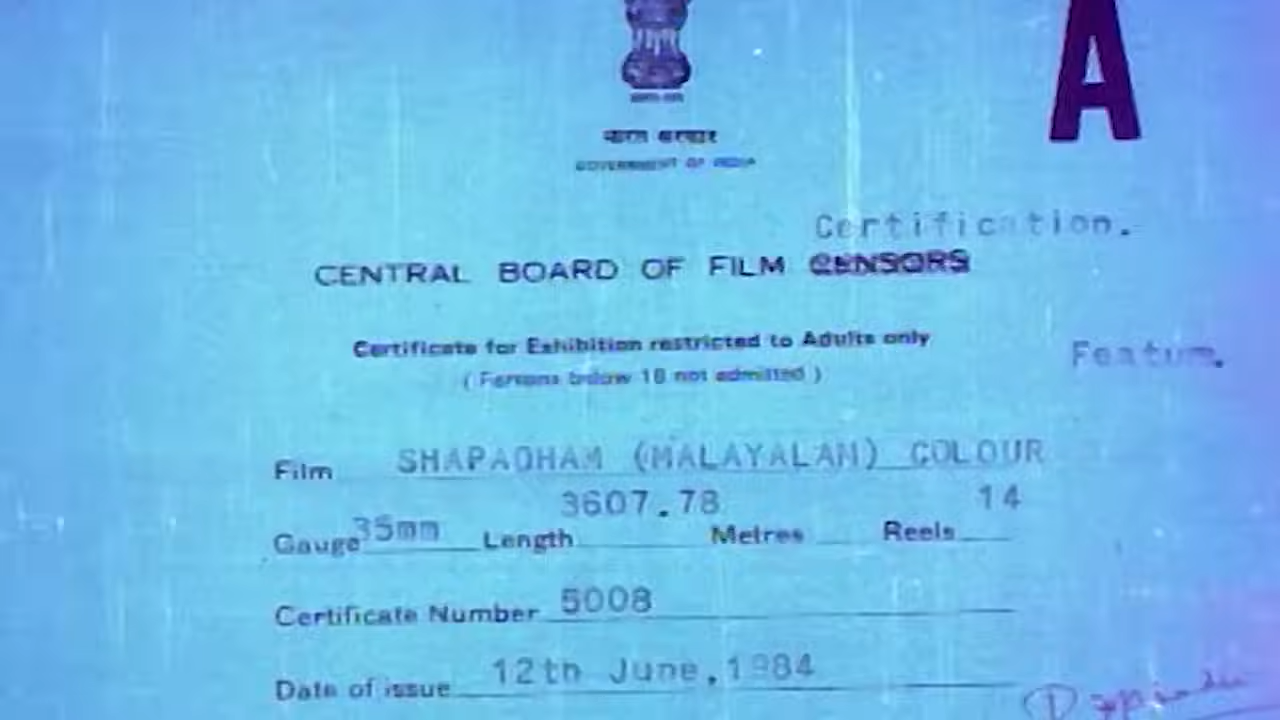 A
भारत सरकार
GOVERNMENT OF INDIA
Certification.
CENTRAL BOARD OF FILM CENSORS
Certificate for Exhibition restricted to Adults only
( Persons below 18 not admitted )
Feature.
Film SHAPADHAM (MALAYALAM) COLOUR
Gauge 35mm Length 3607.78 Metres Reels 14
Certificate Number 5008
Date of issue 12th June,1984